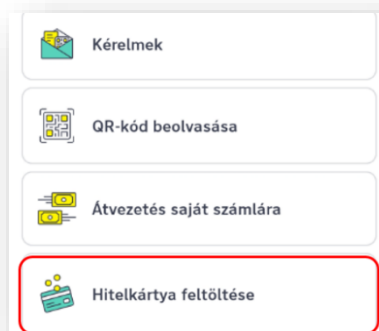 Kérelmek
QR-kód beolvasása
Átvezetés saját számlára
Hitelkártya feltöltése